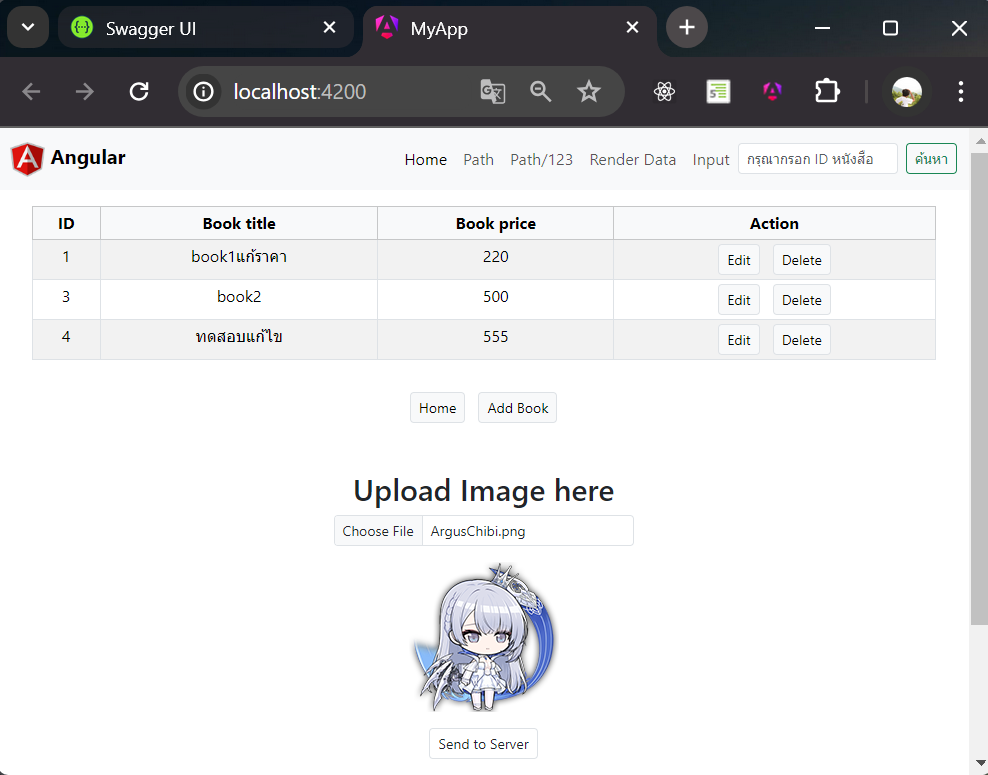 Swagger UI
MyApp
localhost:4200
Angular
Home Path Path/123 Render Data Input กรุณากรอก ID หนังสือ ค้นหา
ID Book title Book price Action
1 book1แก้ราคา 220 Edit Delete
3 book2 500 Edit Delete
4 ทดสอบแก้ไข 555 Edit Delete
Home Add Book
Upload Image here
Choose File ArgusChibi.png
Send to Server